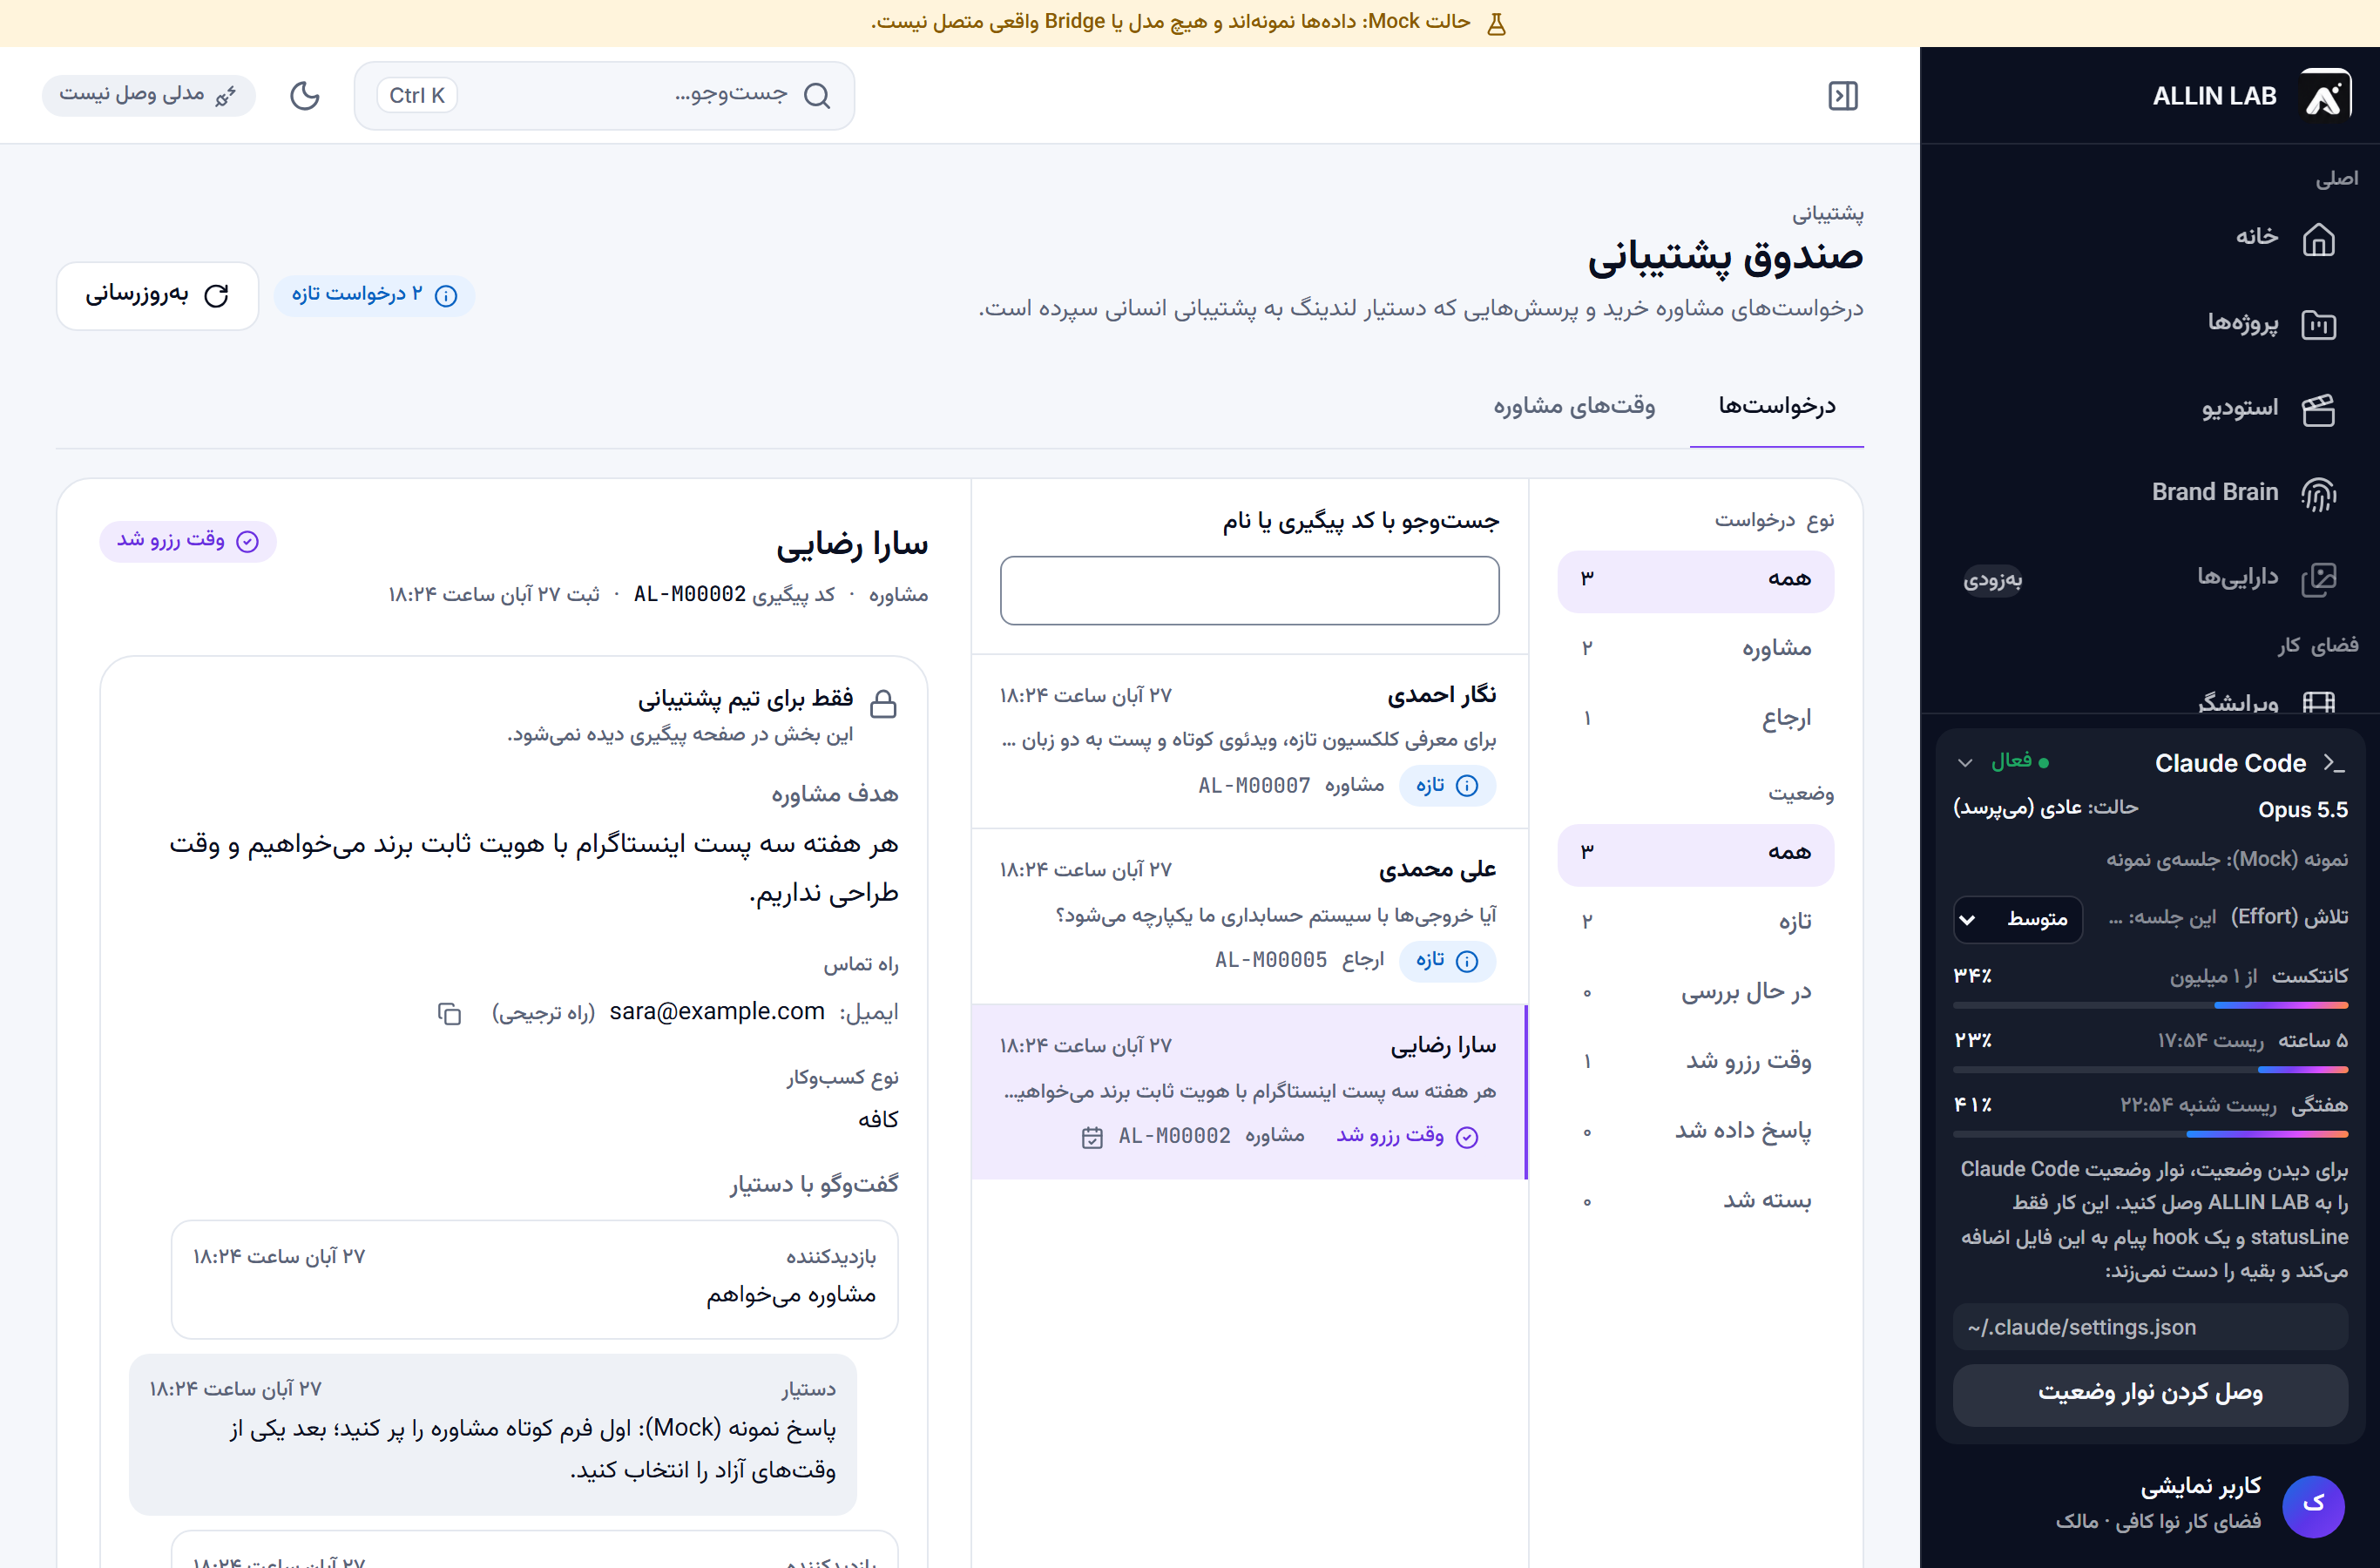 حالت Mock: داده‌ها نمونه‌اند و هیچ مدل یا Bridge واقعی متصل نیست.
ALLIN LAB
اصلی
خانه
پروژه‌ها
استودیو
Brand Brain
دارایی‌ها
به‌زودی
فضای کار
ویرایشگر
Claude Code
فعال
Opus 5.5
حالت: عادی (می‌پرسد)
نمونه (Mock): جلسه‌ی نمونه
تلاش (Effort) این جلسه: ...
متوسط
کانتکست از ۱ میلیون ۳۴٪
۵ ساعته ریست ۱۷:۵۴ ۲۳٪
هفتگی ریست شنبه ۲۲:۵۴ ۴۱٪
برای دیدن وضعیت، نوار وضعیت Claude Code
را به ALLIN LAB وصل کنید. این کار فقط
statusLine و یک hook پیام به این فایل اضافه
می‌کند و بقیه را دست نمی‌زند:
~/.claude/settings.json
وصل کردن نوار وضعیت
ک
کاربر نمایشی
فضای کار نوا کافی · مالک
جست‌وجو...
Ctrl K
مدلی وصل نیست
پشتیبانی
صندوق پشتیبانی
درخواست‌های مشاوره خرید و پرسش‌هایی که دستیار لندینگ به پشتیبانی انسانی سپرده است.
۲ درخواست تازه
به‌روزرسانی
درخواست‌ها
وقت‌های مشاوره
نوع درخواست
همه ۳
مشاوره ۲
ارجاع ۱
وضعیت
همه ۳
تازه ۲
در حال بررسی ۰
وقت رزرو شد ۱
پاسخ داده شد ۰
بسته شد ۰
جست‌وجو با کد پیگیری یا نام
نگار احمدی ۲۷ آبان ساعت ۱۸:۲۴
برای معرفی کلکسیون تازه، ویدئوی کوتاه و پست به دو زبان ...
تازه مشاوره AL-M00007
علی محمدی ۲۷ آبان ساعت ۱۸:۲۴
آیا خروجی‌ها با سیستم حسابداری ما یکپارچه می‌شود؟
تازه ارجاع AL-M00005
سارا رضایی ۲۷ آبان ساعت ۱۸:۲۴
هر هفته سه پست اینستاگرام با هویت ثابت برند می‌خواهیـ...
وقت رزرو شد مشاوره AL-M00002
سارا رضایی
وقت رزرو شد
مشاوره · کد پیگیری AL-M00002 · ثبت ۲۷ آبان ساعت ۱۸:۲۴
فقط برای تیم پشتیبانی
این بخش در صفحه پیگیری دیده نمی‌شود.
هدف مشاوره
هر هفته سه پست اینستاگرام با هویت ثابت برند می‌خواهیم و وقت
طراحی نداریم.
راه تماس
ایمیل: sara@example.com (راه ترجیحی)
نوع کسب‌وکار
کافه
گفت‌وگو با دستیار
بازدیدکننده ۲۷ آبان ساعت ۱۸:۲۴
مشاوره می‌خواهم
دستیار ۲۷ آبان ساعت ۱۸:۲۴
پاسخ نمونه (Mock): اول فرم کوتاه مشاوره را پر کنید؛ بعد یکی از
وقت‌های آزاد را انتخاب کنید.
بازدیدکننده ۲۷ آبان ساعت ۱۸:۲۴